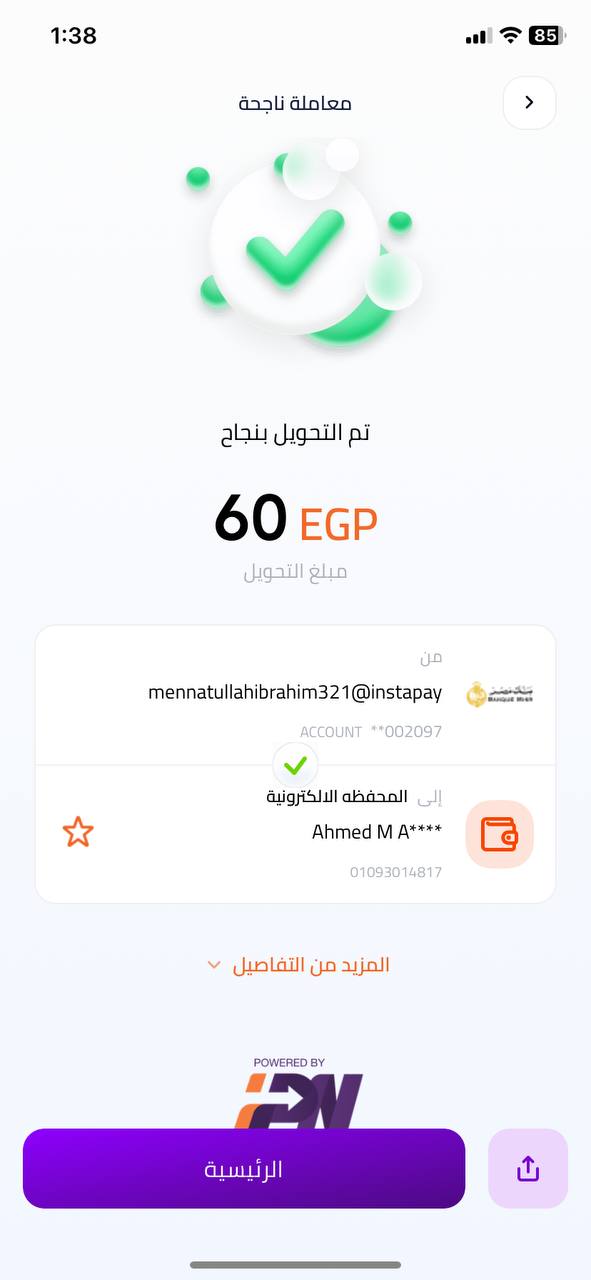 1:38
85
معاملة ناجحة
تم التحويل بنجاح
60 EGP
مبلغ التحويل
من
mennatullahibrahim321@instapay
بنك مصر
BANQUE MISR
ACCOUNT **002097
إلى المحفظه الالكترونية
Ahmed M A****
01093014817
المزيد من التفاصيل
POWERED BY
IPN
الرئيسية